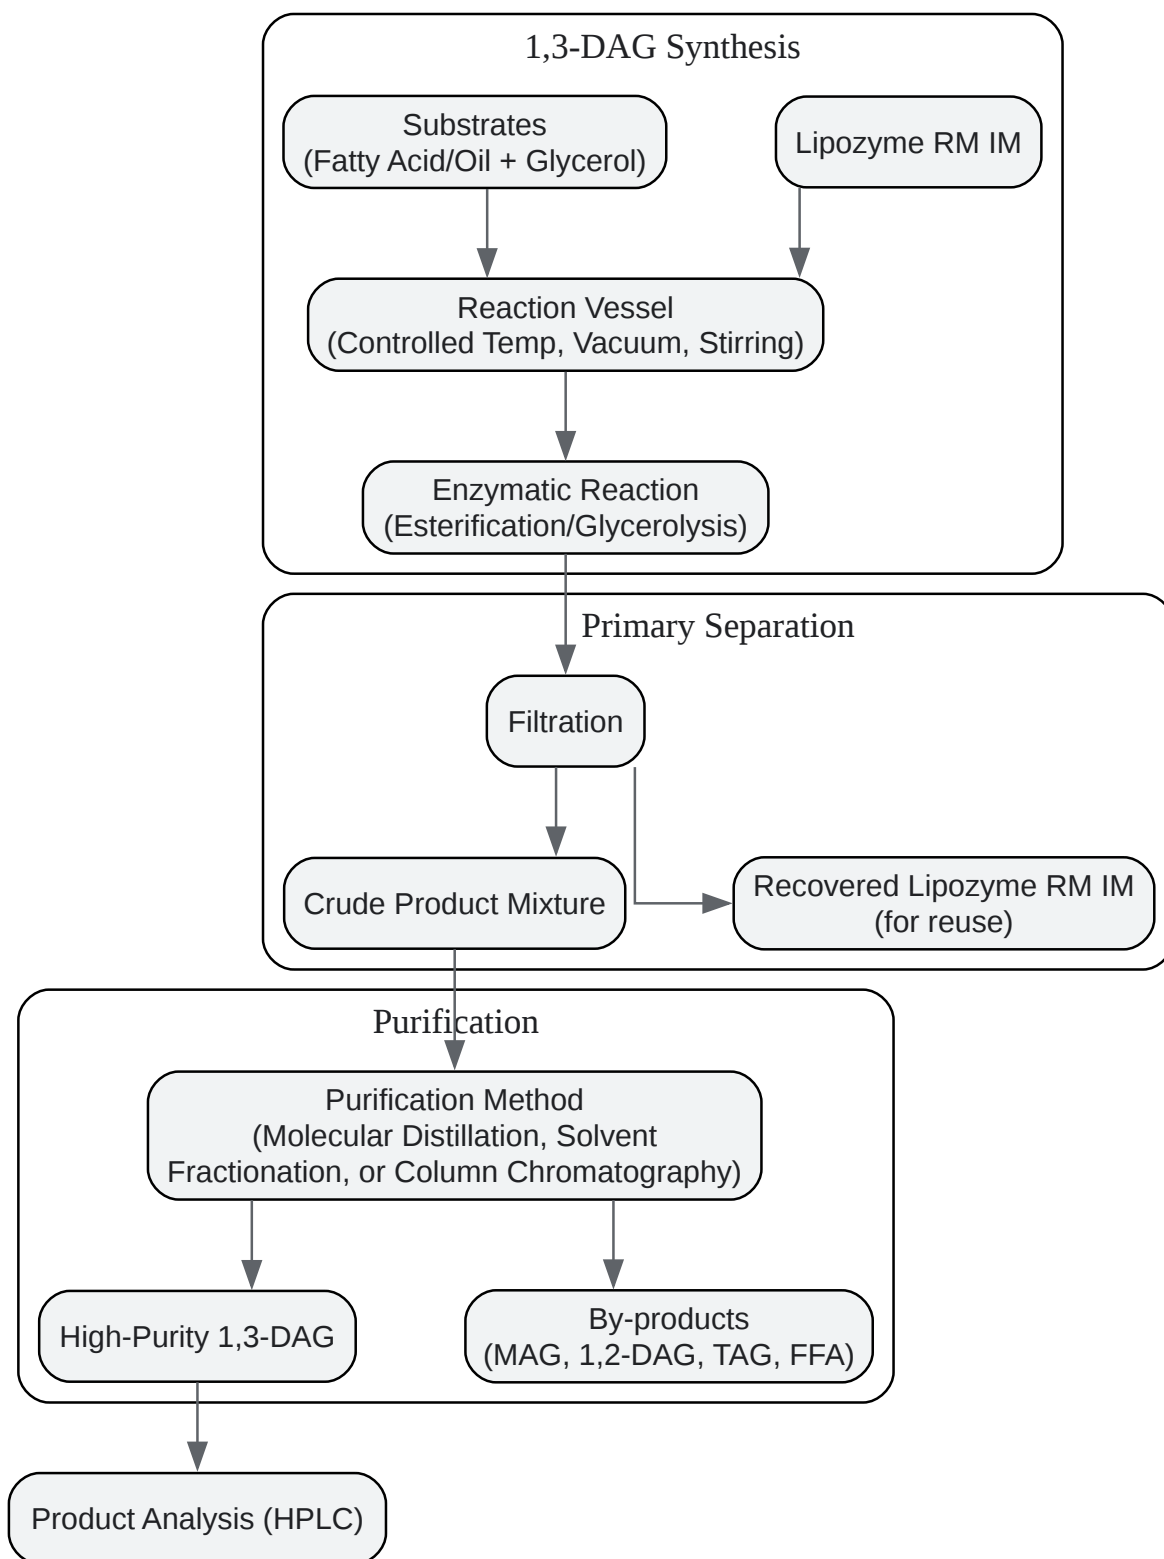 1,3-DAG Synthesis
Substrates
(Fatty Acid/Oil + Glycerol)
Lipozyme RM IM
Reaction Vessel
(Controlled Temp, Vacuum, Stirring)
Enzymatic Reaction
(Esterification/Glycerolysis)
Primary Separation
Filtration
Crude Product Mixture
Recovered Lipozyme RM IM
(for reuse)
Purification
Purification Method
(Molecular Distillation, Solvent
Fractionation, or Column Chromatography)
High-Purity 1,3-DAG
By-products
(MAG, 1,2-DAG, TAG, FFA)
Product Analysis (HPLC)